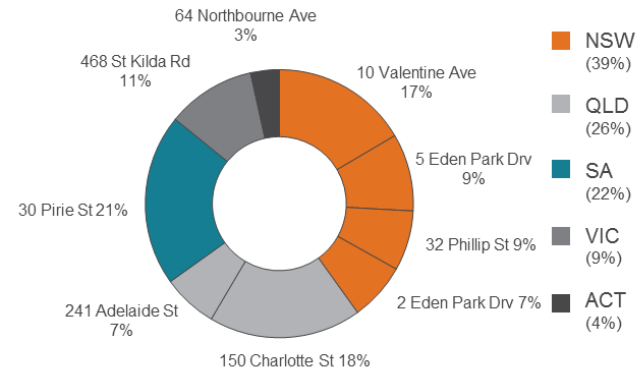 64 Northbourne Ave
3%
468 St Kilda Rd
11%
10 Valentine Ave
17%
5 Eden Park Drv
9%
30 Pirie St 21%
32 Phillip St 9%
2 Eden Park Drv 7%
241 Adelaide St
7%
150 Charlotte St 18%
NSW
(39%)
QLD
(26%)
SA
(22%)
VIC
(9%)
ACT
(4%)